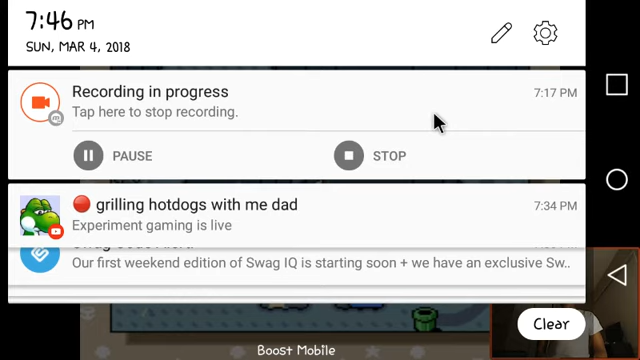 7:46 PM
SUN, MAR 4, 2018
Recording in progress
7:17 PM
Tap here to stop recording.
PAUSE
STOP
🔴 grilling hotdogs with me dad
7:34 PM
Experiment gaming is live
Our first weekend edition of Swag IQ is starting soon + we have an exclusive Sw..
Clear
Boost Mobile